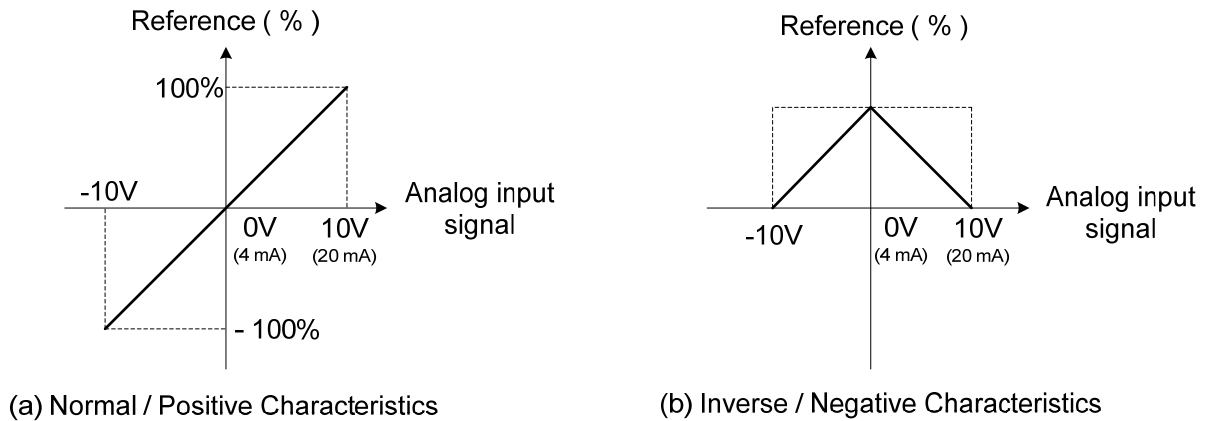 Reference ( % )
100%
-10V
Analog input
signal
0V
(4 mA)
10V
(20 mA)
- 100%
(a) Normal / Positive Characteristics
Reference ( % )
Analog input
signal
-10V
0V
(4 mA)
10V
(20 mA)
(b) Inverse / Negative Characteristics